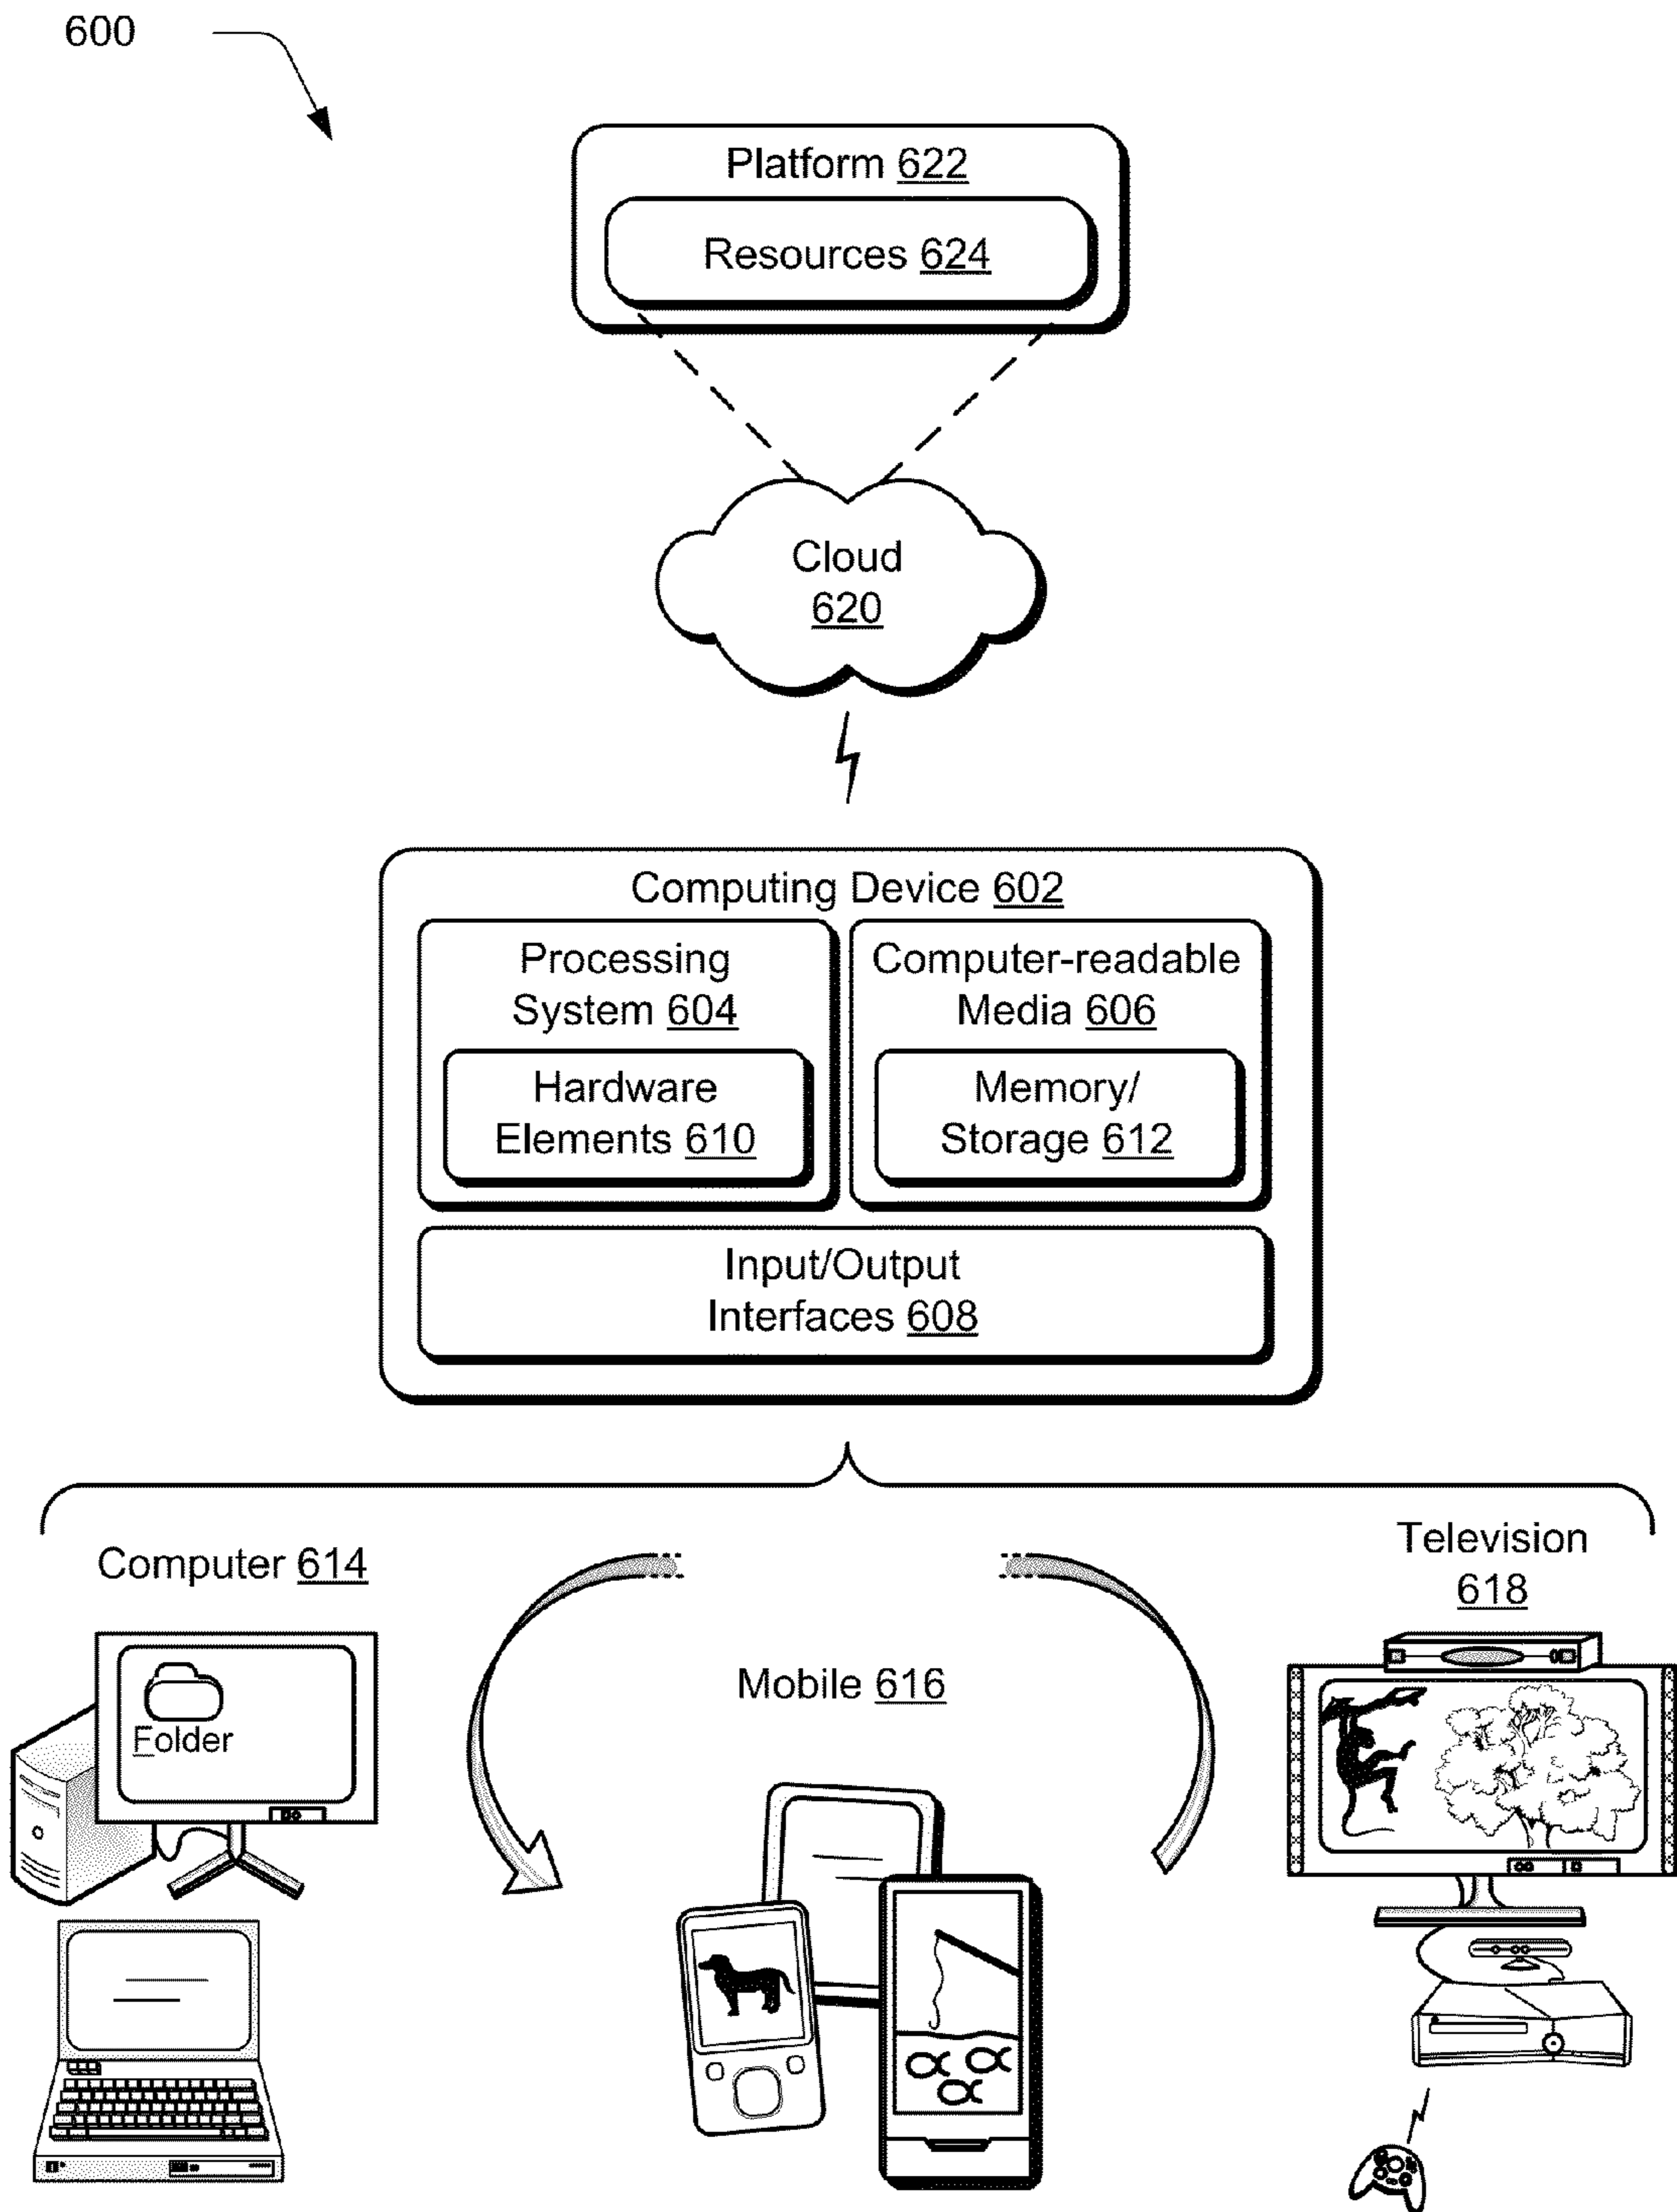 600
Platform 622
Resources 624
Cloud
620
Computing Device 602
Processing
System 604
Hardware
Elements 610
Computer-readable
Media 606
Memory/
Storage 612
Input/Output
Interfaces 608
Computer 614
Folder
Mobile 616
Television
618